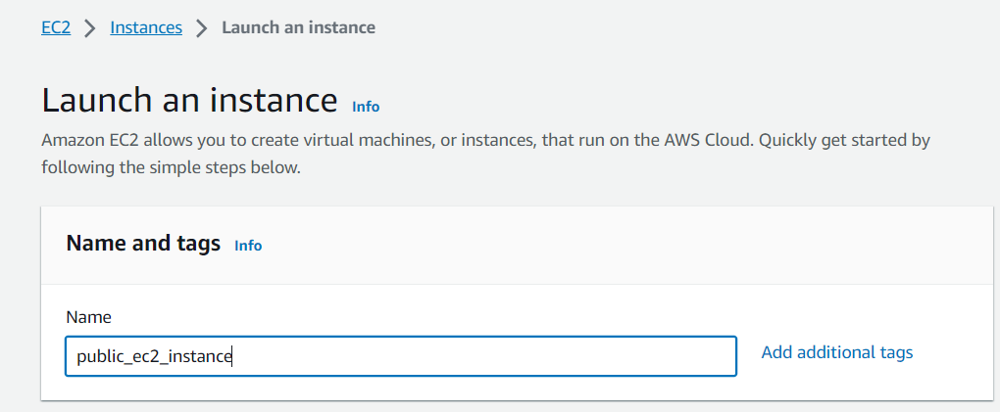 EC2 > Instances > Launch an instance
Launch an instance Info
Amazon EC2 allows you to create virtual machines, or instances, that run on the AWS Cloud. Quickly get started by
following the simple steps below.
Name and tags Info
Name
public_ec2_instance Add additional tags